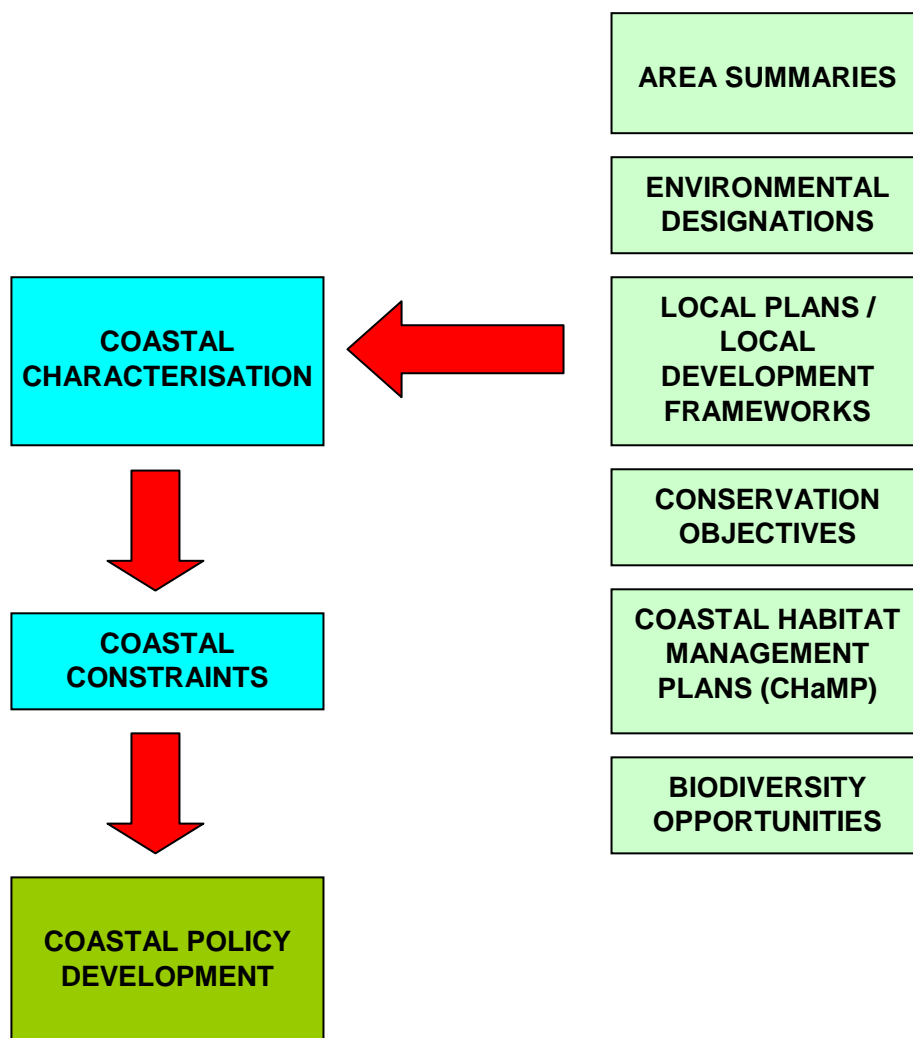 AREA SUMMARIES
ENVIRONMENTAL
DESIGNATIONS
LOCAL PLANS /
LOCAL
DEVELOPMENT
FRAMEWORKS
COASTAL
CHARACTERISATION
CONSERVATION
OBJECTIVES
COASTAL HABITAT
MANAGEMENT
PLANS (CHaMP)
COASTAL
CONSTRAINTS
BIODIVERSITY
OPPORTUNITIES
COASTAL POLICY
DEVELOPMENT